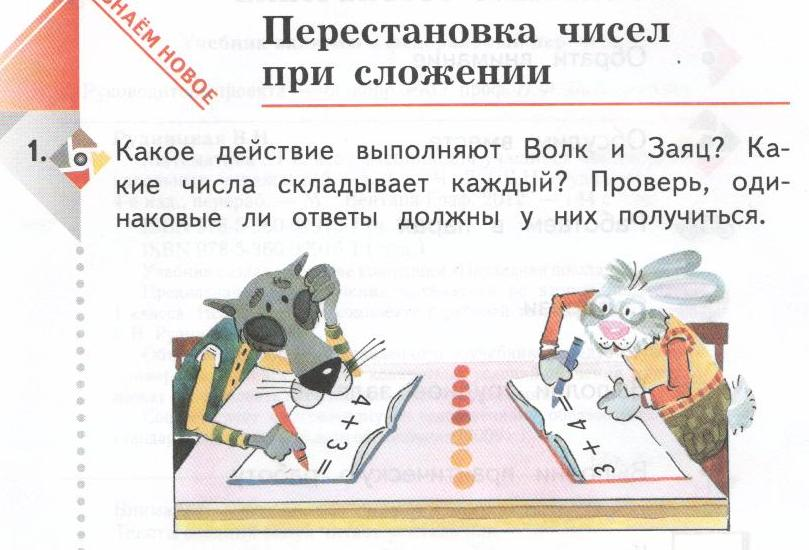 НАЁМ НОВОЕ
Перестановка чисел
при сложении
1. Какое действие выполняют Волк и Заяц? Ка-
кие числа складывает каждый? Проверь, оди-
наковые ли ответы должны у них получиться.
4 + 3 =
3 + 4 =